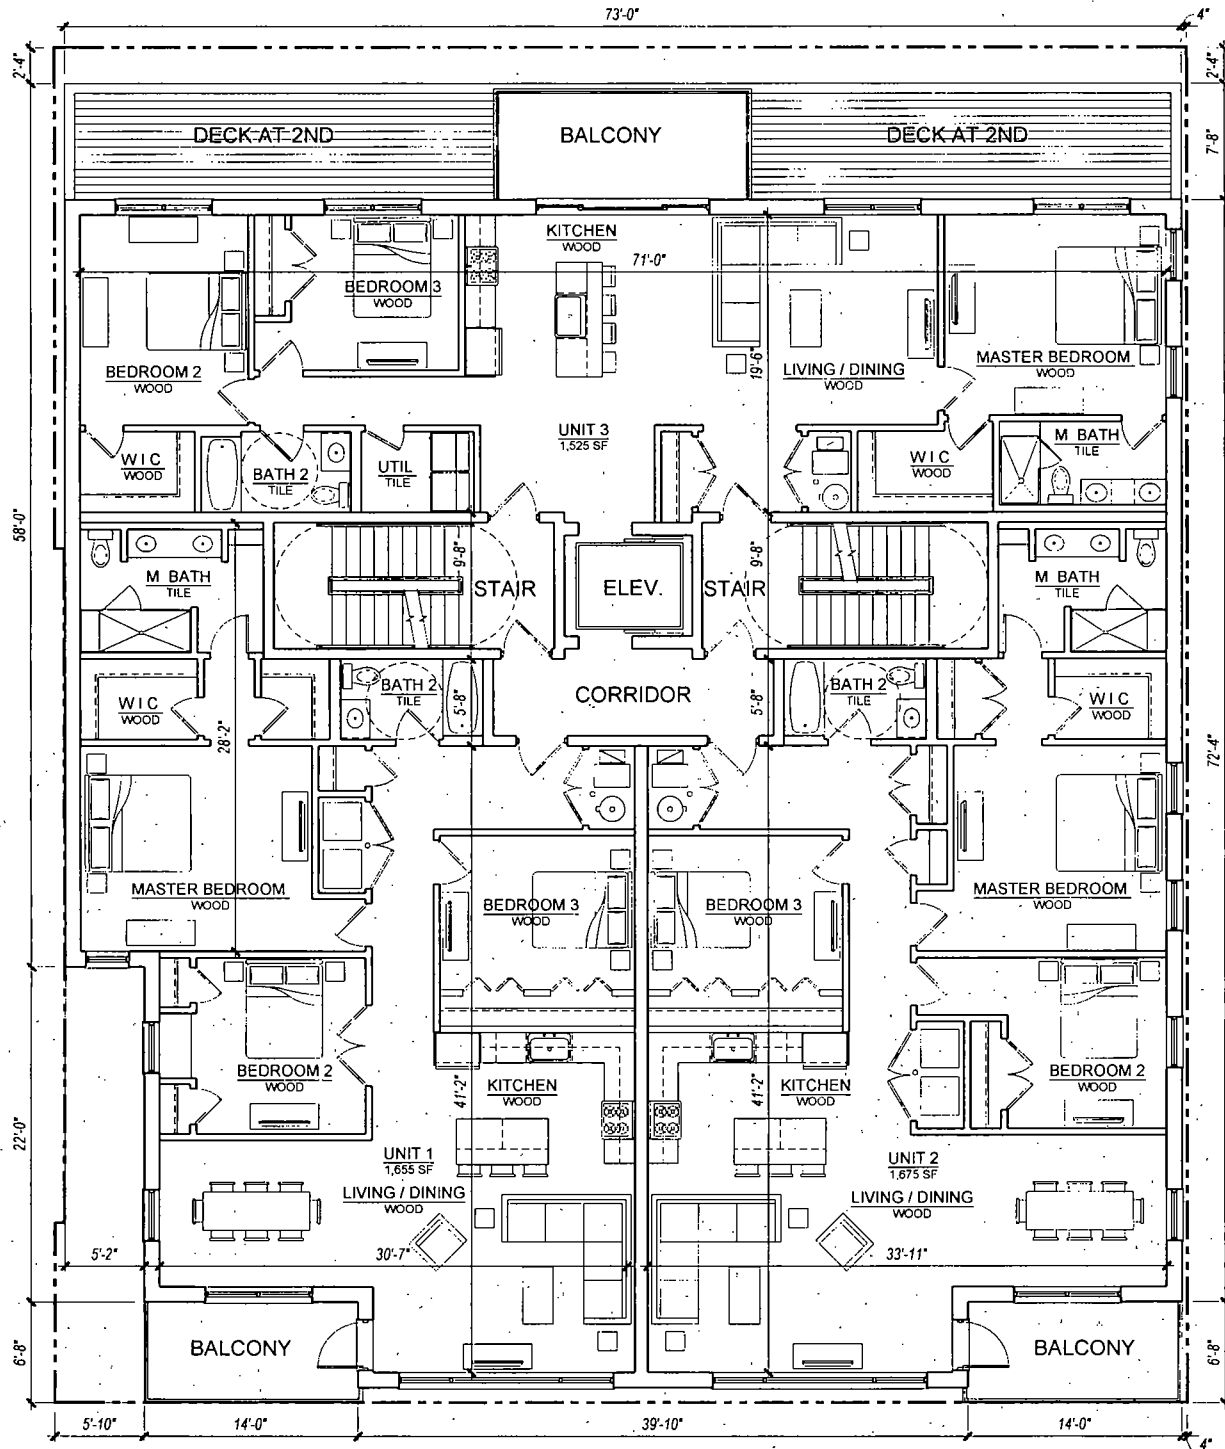 73'-0"
4"
2'-4"
2'-4"
DECK AT 2ND
BALCONY
DECK AT 2ND
7'-8"
KITCHEN
WOOD
71'-0"
BEDROOM 3
WOOD
BEDROOM 2
WOOD
19'-6"
LIVING / DINING
WOOD
MASTER BEDROOM
WOOD
UNIT 3
1,525 SF
WIC
WOOD
BATH 2
TILE
UTIL
TILE
WIC
WOOD
M BATH
TILE
58'-0"
M BATH
TILE
9'-8"
STAIR
ELEV.
STAIR
9'-8"
M BATH
TILE
WIC
WOOD
28'-2"
BATH 2
TILE
5'-8"
CORRIDOR
5'-8"
BATH 2
TILE
WIC
WOOD
72'-4"
MASTER BEDROOM
WOOD
BEDROOM 3
WOOD
BEDROOM 3
WOOD
MASTER BEDROOM
WOOD
BEDROOM 2
WOOD
41'-2"
KITCHEN
WOOD
41'-2"
KITCHEN
WOOD
BEDROOM 2
WOOD
22'-0"
UNIT 1
1,655 SF
LIVING / DINING
WOOD
UNIT 2
1,675 SF
LIVING / DINING
WOOD
5'-2"
30'-7"
33'-11"
6'-8"
BALCONY
BALCONY
6'-8"
5'-10"
14'-0"
39'-10"
14'-0"
4"